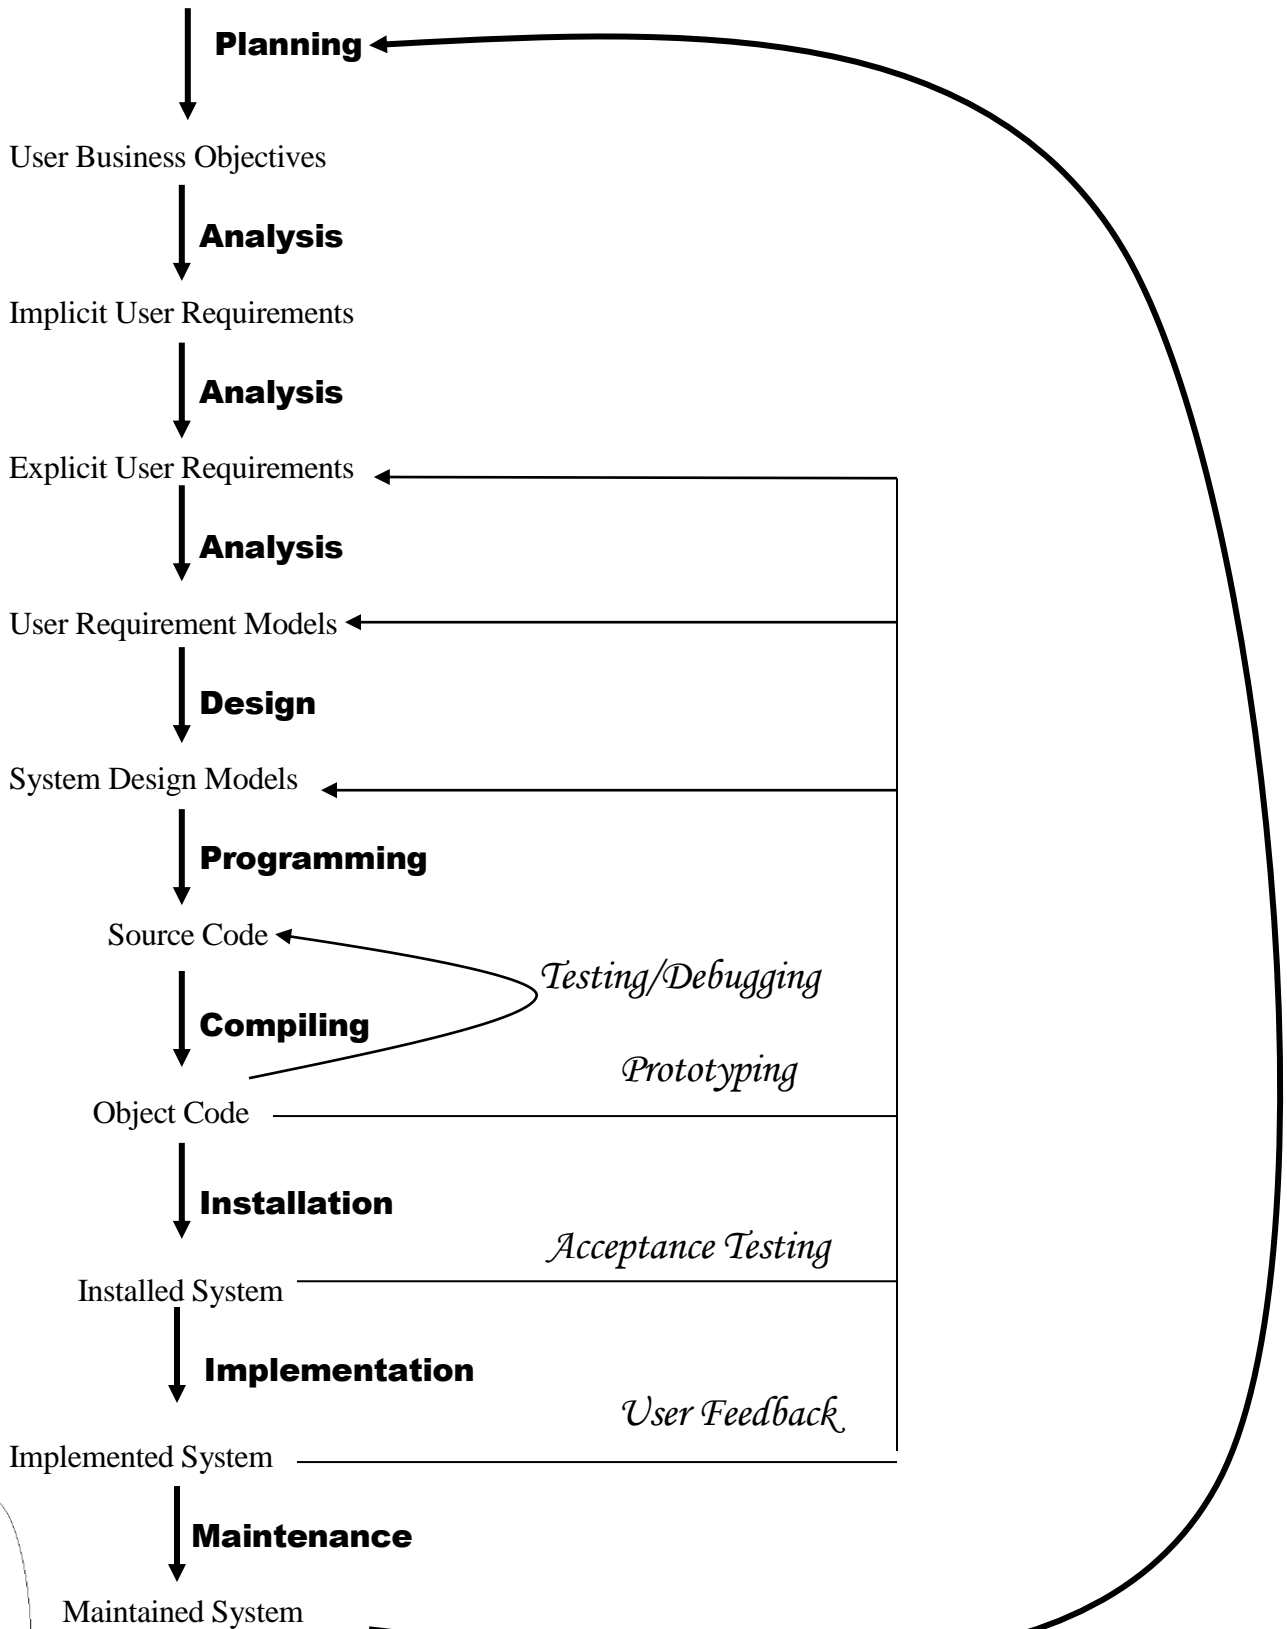 Planning
User Business Objectives
Analysis
Implicit User Requirements
Analysis
Explicit User Requirements
Analysis
User Requirement Models
Design
System Design Models
Programming
Source Code
Testing/Debugging
Compiling
Prototyping
Object Code
Installation
Acceptance Testing
Installed System
Implementation
User Feedback
Implemented System
Maintenance
Maintained System